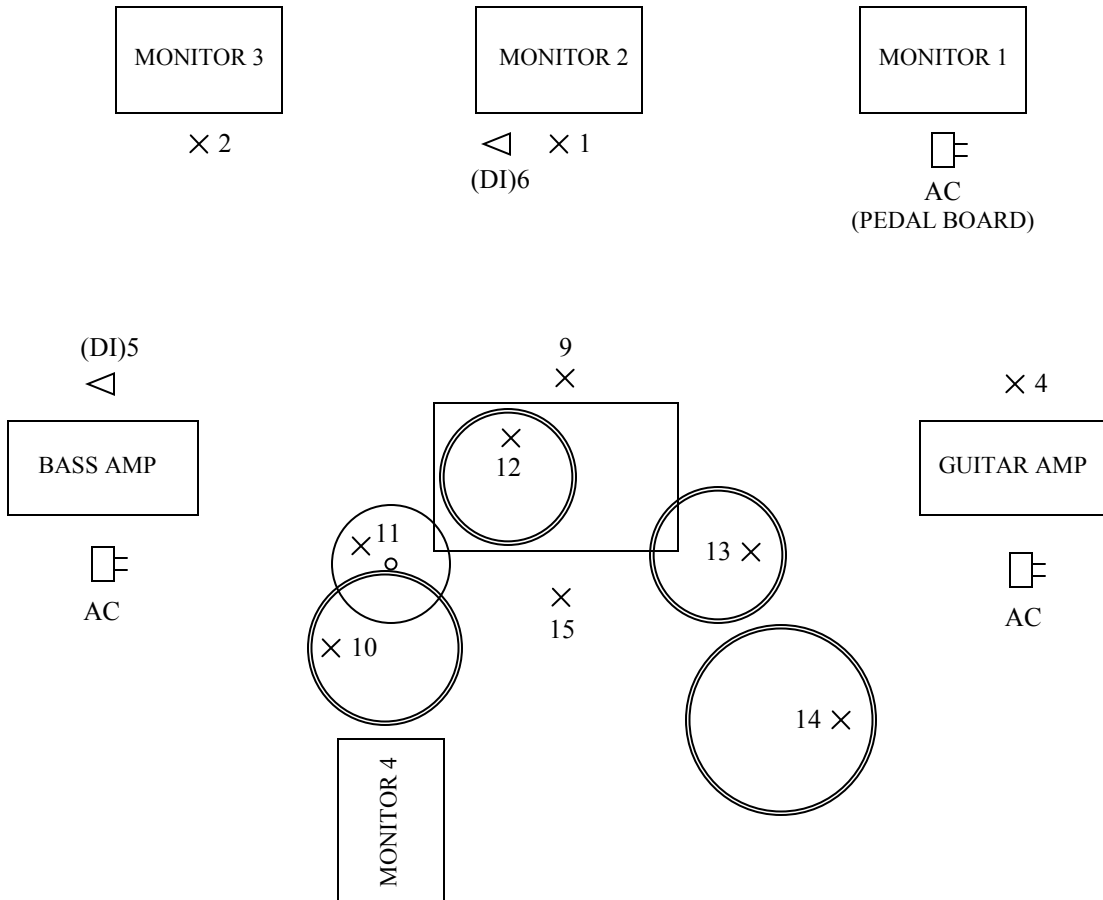 MONITOR 3
MONITOR 2
MONITOR 1
2
1
(DI)6
AC
(PEDAL BOARD)
(DI)5
9
4
BASS AMP
12
GUITAR AMP
11
13
AC
AC
15
10
14
MONITOR 4